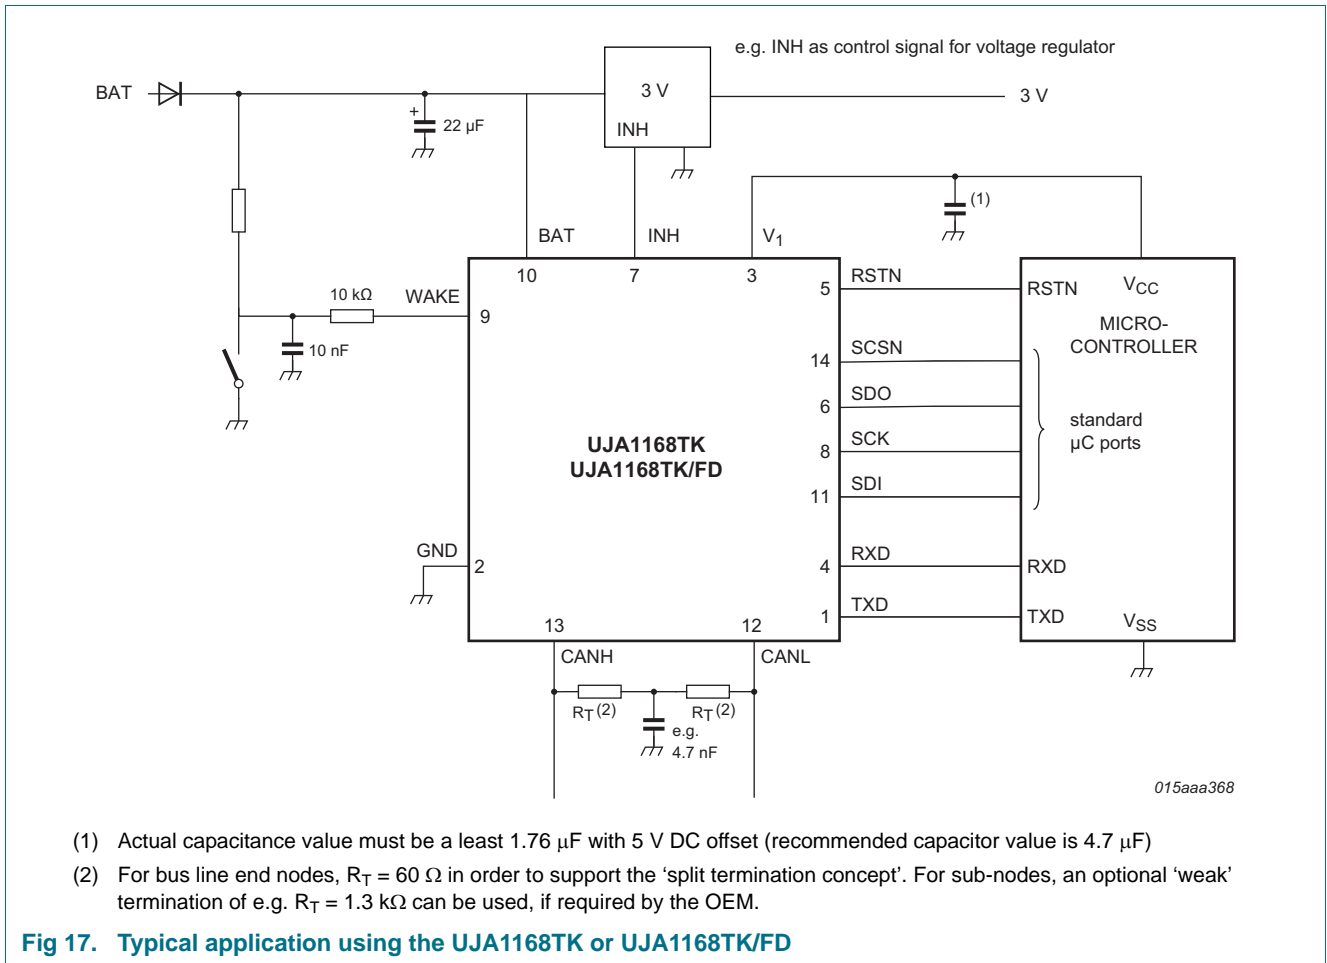 e.g. INH as control signal for voltage regulator
BAT
3 V
3 V
+
22 µF
INH
(1)
BAT
INH
V1
10
7
3
RSTN
5
RSTN
VCC
10 kΩ
WAKE
9
MICRO-
CONTROLLER
10 nF
SCSN
14
SDO
6
standard
µC ports
UJA1168TK
UJA1168TK/FD
SCK
8
SDI
11
GND
2
RXD
4
RXD
TXD
1
TXD
13
12
VSS
CANH
CANL
RT(2)
RT(2)
e.g.
4.7 nF
015aaa368
(1) Actual capacitance value must be a least 1.76 µF with 5 V DC offset (recommended capacitor value is 4.7 µF)
(2) For bus line end nodes, RT = 60 Ω in order to support the ‘split termination concept’. For sub-nodes, an optional ‘weak’
termination of e.g. RT = 1.3 kΩ can be used, if required by the OEM.
Fig 17. Typical application using the UJA1168TK or UJA1168TK/FD